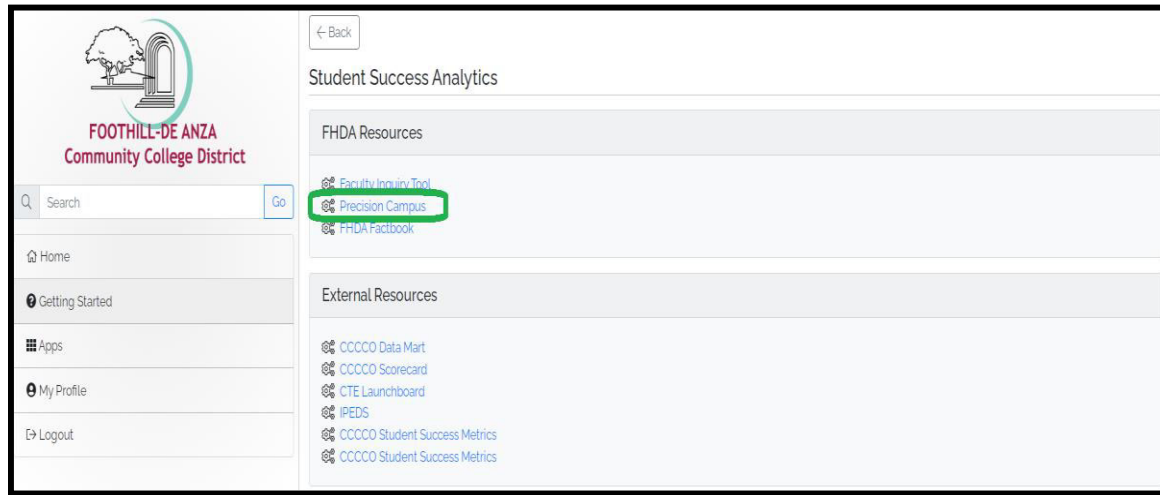 FOOTHILL-DE ANZA
Community College District
Search
Go
Home
Getting Started
Apps
My Profile
Logout
← Back
Student Success Analytics
FHDA Resources
Faculty Inquiry Tool
Precision Campus
FHDA Factbook
External Resources
CCCCO Data Mart
CCCCO Scorecard
CTE Launchboard
IPEDS
CCCCO Student Success Metrics
CCCCO Student Success Metrics